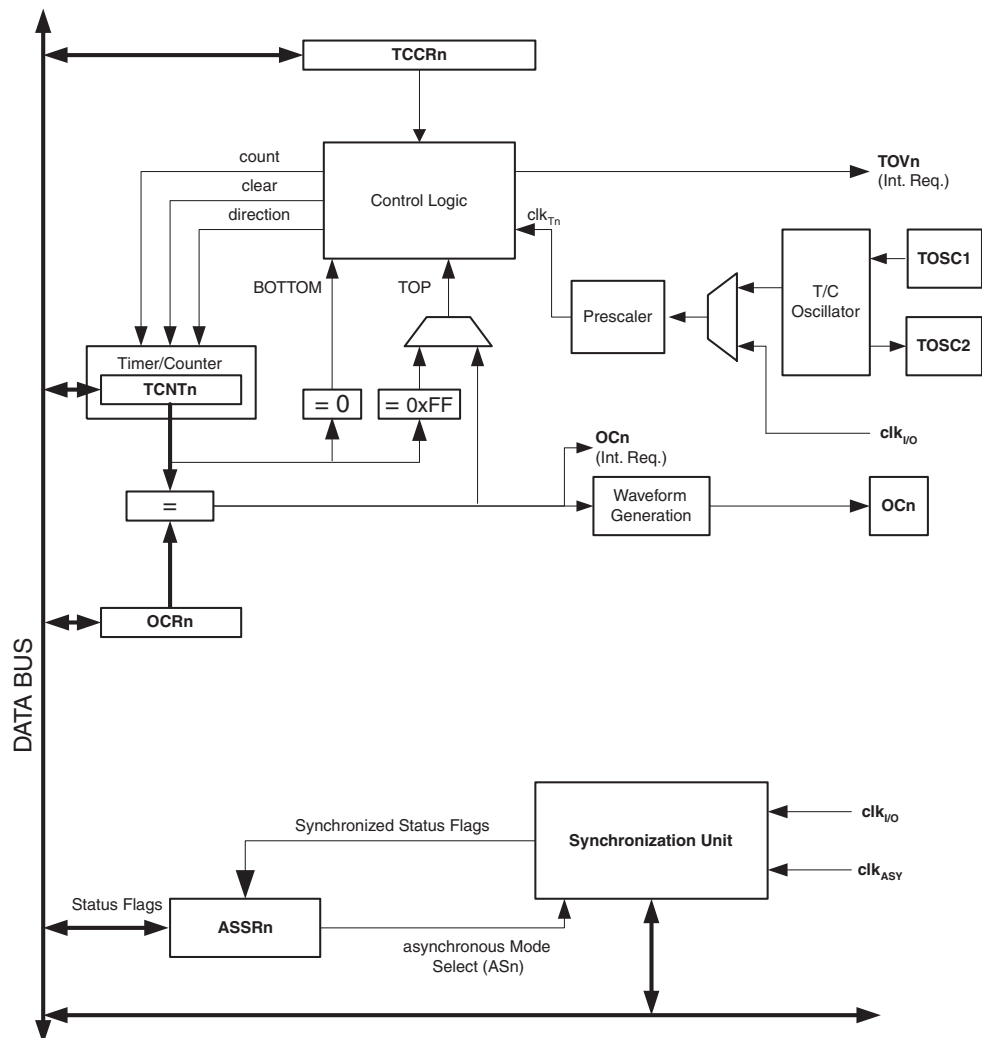 TCCRn
count
clear
direction
Control Logic
TOVn
(Int. Req.)
clkTn
BOTTOM
TOP
T/C
Oscillator
TOSC1
TOSC2
Prescaler
Timer/Counter
TCNTn
= 0
= 0xFF
clkI/O
OCn
(Int. Req.)
=
Waveform
Generation
OCn
OCRn
DATA BUS
Synchronized Status Flags
Synchronization Unit
clkI/O
clkASY
Status Flags
ASSRn
asynchronous Mode
Select (ASn)